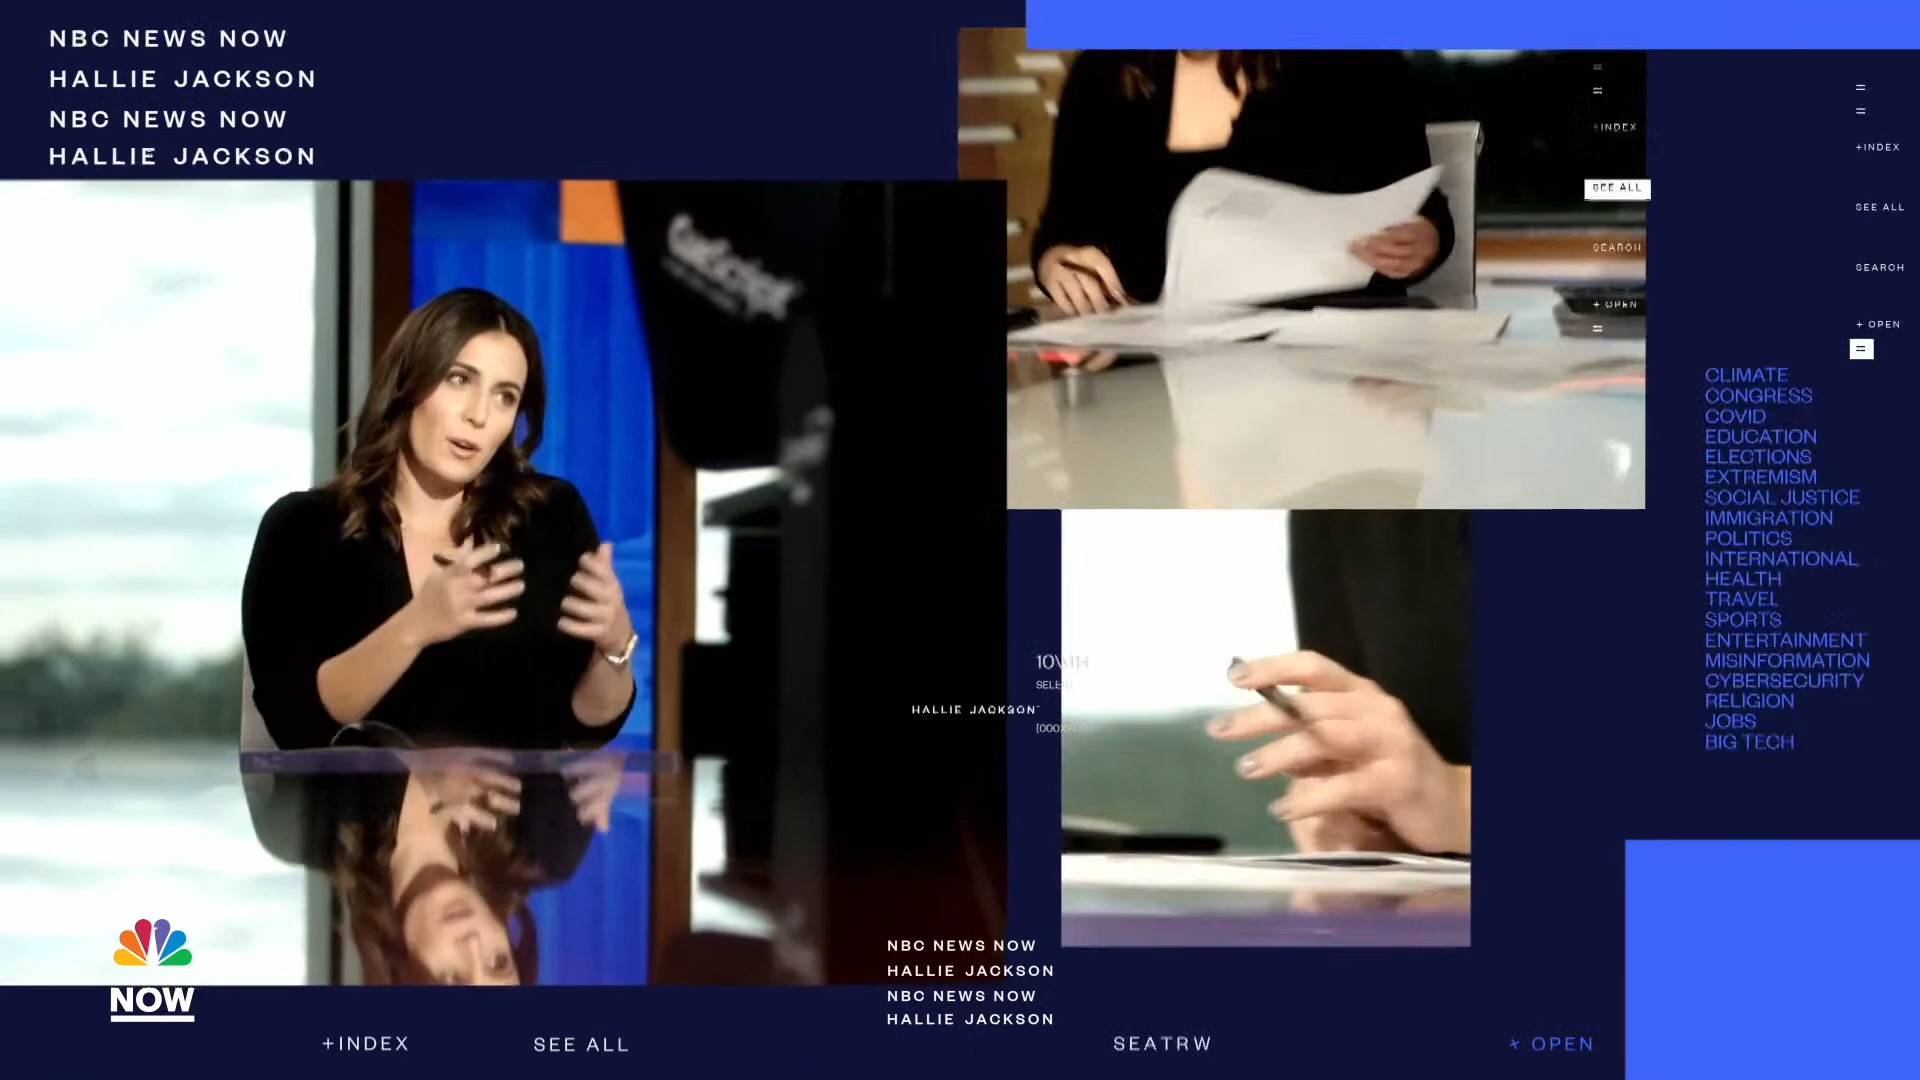 NBC NEWS NOW
HALLIE JACKSON
NBC NEWS NOW
HALLIE JACKSON
+INDEX
SEE ALL
SEARCH
+ OPEN
+INDEX
SEE ALL
SEARCH
+ OPEN
CLIMATE
CONGRESS
COVID
EDUCATION
ELECTIONS
EXTREMISM
SOCIAL JUSTICE
IMMIGRATION
POLITICS
INTERNATIONAL
HEALTH
TRAVEL
SPORTS
ENTERTAINMENT
MISINFORMATION
CYBERSECURITY
RELIGION
JOBS
BIG TECH
HALLIE JACKSON
NBC NEWS NOW
HALLIE JACKSON
NBC NEWS NOW
HALLIE JACKSON
NOW
+INDEX
SEE ALL
SEATRW
+ OPEN